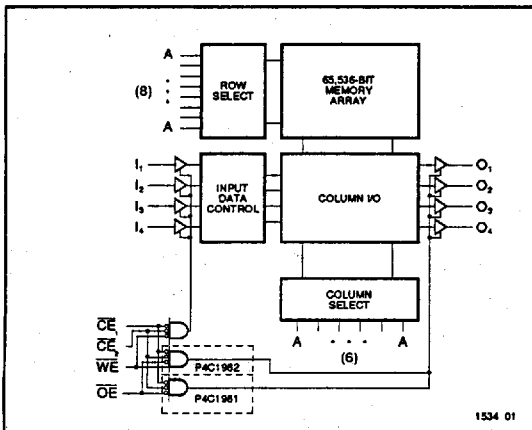 A
(8)
A
ROW
SELECT
65,536-BIT
MEMORY
ARRAY
I₁
I₂
I₃
I₄
INPUT
DATA
CONTROL
COLUMN I/O
O₁
O₂
O₃
O₄
COLUMN
SELECT
A
A
(6)
CE₁
CE₂
WE
OE
P4C1982
P4C1981
1534 01